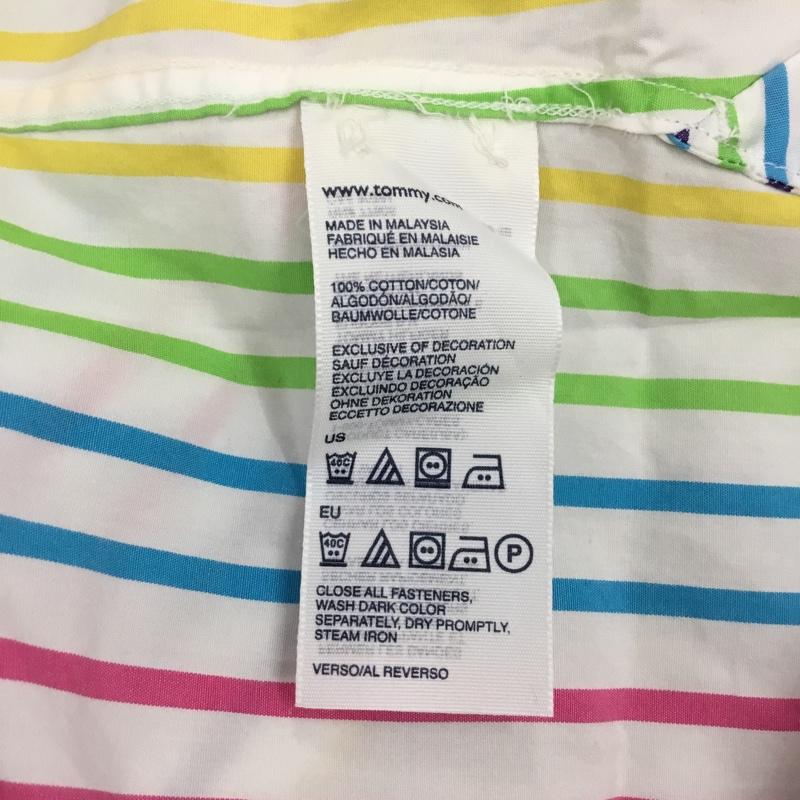 www.tommy.com
MADE IN MALAYSIA
FABRIQUÉ EN MALAISIE
HECHO EN MALASIA
100% COTTON/COTON/
ALGODÓN/ALGODÃO/
BAUMWOLLE/COTONE
EXCLUSIVE OF DECORATION
SAUF DÉCORATION
EXCLUYE LA DECORACIÓN
EXCLUINDO DECORAÇÃO
OHNE DEKORATION
ECCETTO DECORAZIONE
US
40C
EU
40C P
CLOSE ALL FASTENERS,
WASH DARK COLOR
SEPARATELY, DRY PROMPTLY,
STEAM IRON
VERSO/AL REVERSO